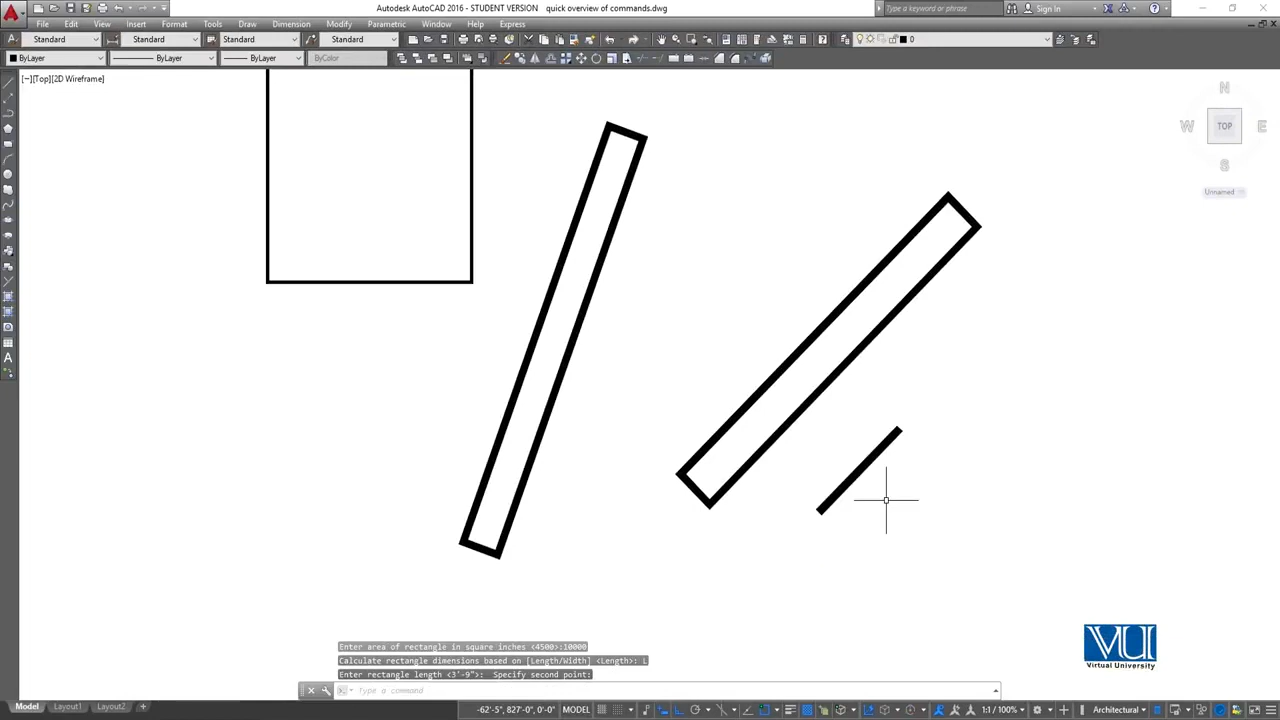 Autodesk AutoCAD 2016 - STUDENT VERSION quick overview of commands.dwg
Type a keyword or phrase
Sign In
File Edit View Insert Format Tools Draw Dimension Modify Parametric Window Help Express
Standard Standard Standard Standard 0
ByLayer ByLayer ByLayer ByColor
[−][Top][2D Wireframe]
N
W TOP E
S
Unnamed
A
Enter area of rectangle in square inches <4500>:10000
Calculate rectangle dimensions based on [Length/Width] <Length>: L
Enter rectangle length <3'-9">: Specify second point:
Type a command
VU
Virtual University
Model Layout1 Layout2 +
-62'-5", 827'-0", 0'-0" MODEL 1:1 / 100% Architectural